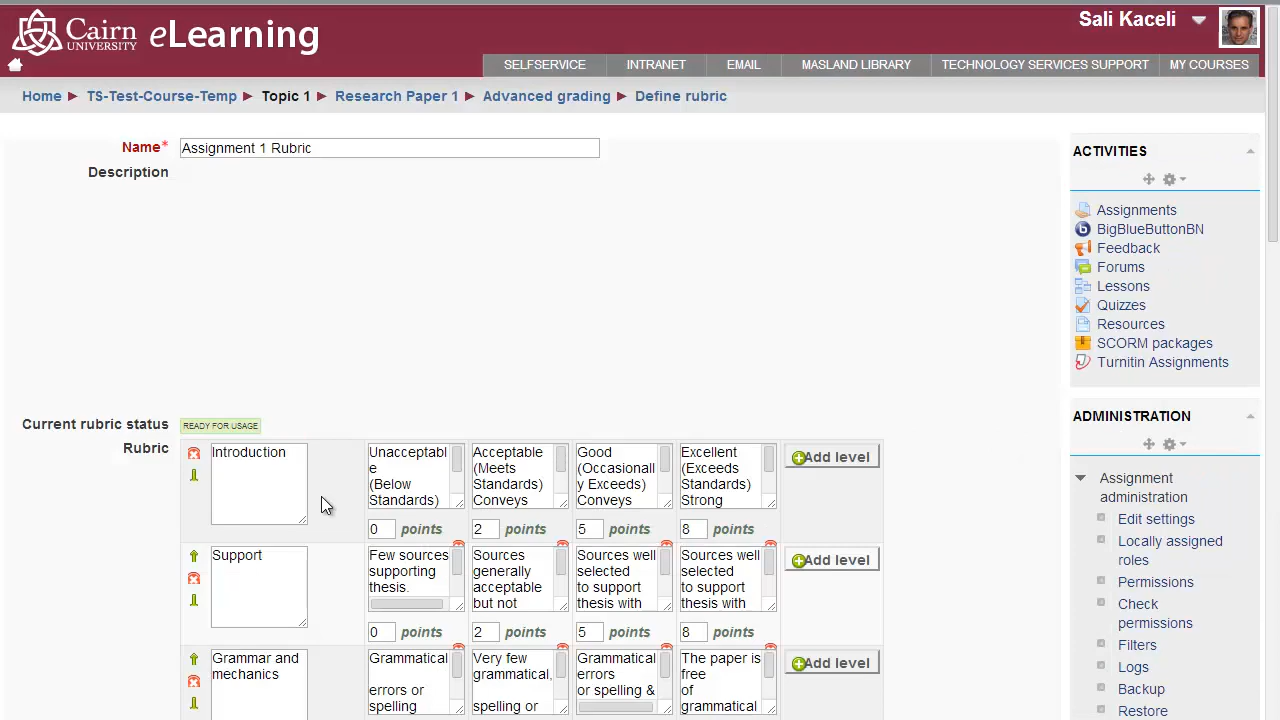 Cairn UNIVERSITY eLearning
Sali Kaceli
SELFSERVICE INTRANET EMAIL MASLAND LIBRARY TECHNOLOGY SERVICES SUPPORT MY COURSES
Home TS-Test-Course-Temp Topic 1 Research Paper 1 Advanced grading Define rubric
Name* Assignment 1 Rubric
Description
Current rubric status READY FOR USAGE
Rubric
Introduction
Unacceptabl
e
(Below
Standards)
Acceptable
(Meets
Standards)
Conveys
Good
(Occasionall
y Exceeds)
Conveys
Excellent
(Exceeds
Standards)
Strong
Add level
0 points 2 points 5 points 8 points
Support
Few sources
supporting
thesis.
Sources
generally
acceptable
but not
Sources well
selected
to support
thesis with
Sources well
selected
to support
thesis with
Add level
0 points 2 points 5 points 8 points
Grammar and
mechanics
Grammatical
errors or
spelling
Very few
grammatical,
spelling or
Grammatical
errors
or spelling &
The paper is
free
of
grammatical
Add level
ACTIVITIES
Assignments
BigBlueButtonBN
Feedback
Forums
Lessons
Quizzes
Resources
SCORM packages
Turnitin Assignments
ADMINISTRATION
Assignment
administration
Edit settings
Locally assigned
roles
Permissions
Check
permissions
Filters
Logs
Backup
Restore